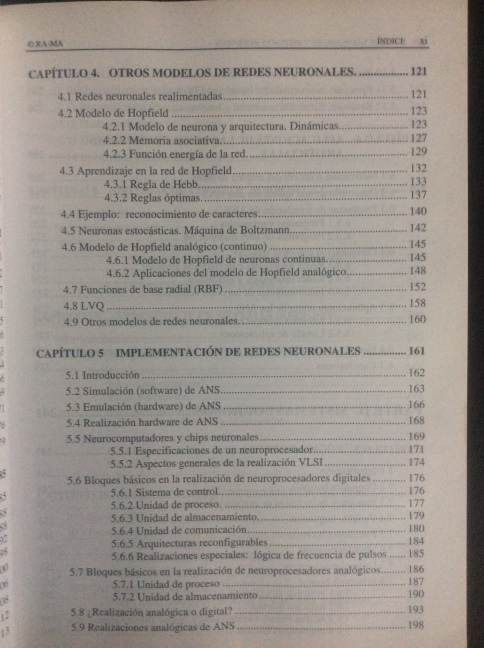 © RA-MA ÍNDICE xi
CAPÍTULO 4. OTROS MODELOS DE REDES NEURONALES. ................ 121
4.1 Redes neuronales realimentadas ................ 121
4.2 Modelo de Hopfield ................ 123
4.2.1 Modelo de neurona y arquitectura. Dinámicas ................ 123
4.2.2 Memoria asociativa. ................ 127
4.2.3 Función energía de la red. ................ 129
4.3 Aprendizaje en la red de Hopfield ................ 132
4.3.1 Regla de Hebb ................ 133
4.3.2 Reglas óptimas. ................ 137
4.4 Ejemplo: reconocimiento de caracteres ................ 140
4.5 Neuronas estocásticas. Máquina de Boltzmann ................ 142
4.6 Modelo de Hopfield analógico (continuo) ................ 145
4.6.1 Modelo de Hopfield de neuronas continuas ................ 145
4.6.2 Aplicaciones del modelo de Hopfield analógico ................ 148
4.7 Funciones de base radial (RBF) ................ 152
4.8 LVQ ................ 158
4.9 Otros modelos de redes neuronales. ................ 160
CAPÍTULO 5 IMPLEMENTACIÓN DE REDES NEURONALES ................ 161
5.1 Introducción ................ 162
5.2 Simulación (software) de ANS ................ 163
5.3 Emulación (hardware) de ANS ................ 166
5.4 Realización hardware de ANS ................ 168
5.5 Neurocomputadores y chips neuronales ................ 169
5.5.1 Especificaciones de un neuroprocesador ................ 171
5.5.2 Aspectos generales de la realización VLSI ................ 174
5.6 Bloques básicos en la realización de neuroprocesadores digitales ................ 176
5.6.1 Sistema de control ................ 176
5.6.2 Unidad de proceso. ................ 177
5.6.3 Unidad de almacenamiento ................ 179
5.6.4 Unidad de comunicación ................ 180
5.6.5 Arquitecturas reconfigurables ................ 184
5.6.6 Realizaciones especiales: lógica de frecuencia de pulsos ...... 185
5.7 Bloques básicos en la realización de neuroprocesadores analógicos ........ 186
5.7.1 Unidad de proceso ................ 187
5.7.2 Unidad de almacenamiento ................ 190
5.8 ¿Realización analógica o digital? ................ 193
5.9 Realizaciones analógicas de ANS ................ 198